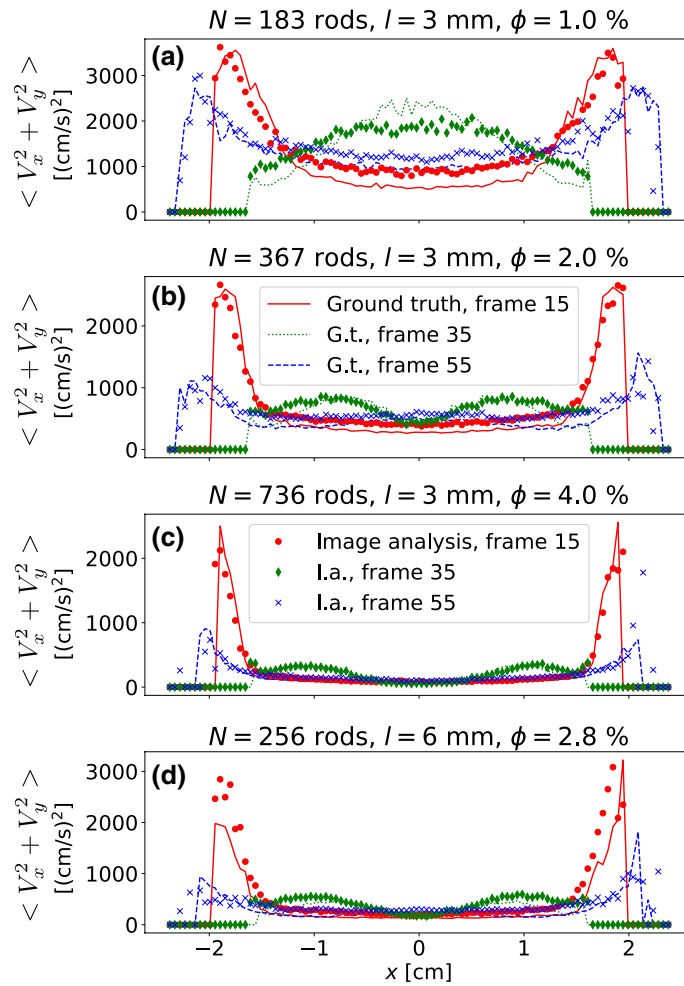 N = 183 rods, l = 3 mm, ϕ = 1.0 %
(a)
< V_x^2 + V_y^2 >
[(cm/s)^2]
3000
2000
1000
0
N = 367 rods, l = 3 mm, ϕ = 2.0 %
(b)
< V_x^2 + V_y^2 >
[(cm/s)^2]
2000
1000
0
Ground truth, frame 15
G.t., frame 35
G.t., frame 55
N = 736 rods, l = 3 mm, ϕ = 4.0 %
(c)
< V_x^2 + V_y^2 >
[(cm/s)^2]
2000
1000
0
Image analysis, frame 15
I.a., frame 35
I.a., frame 55
N = 256 rods, l = 6 mm, ϕ = 2.8 %
(d)
< V_x^2 + V_y^2 >
[(cm/s)^2]
3000
2000
1000
0
−2 −1 0 1 2
x [cm]